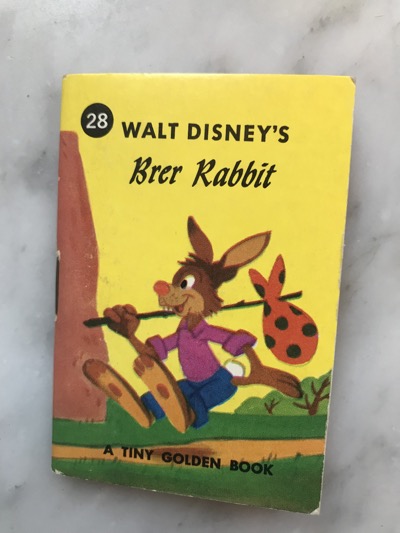 28
WALT DISNEY'S
Brer Rabbit
A TINY GOLDEN BOOK